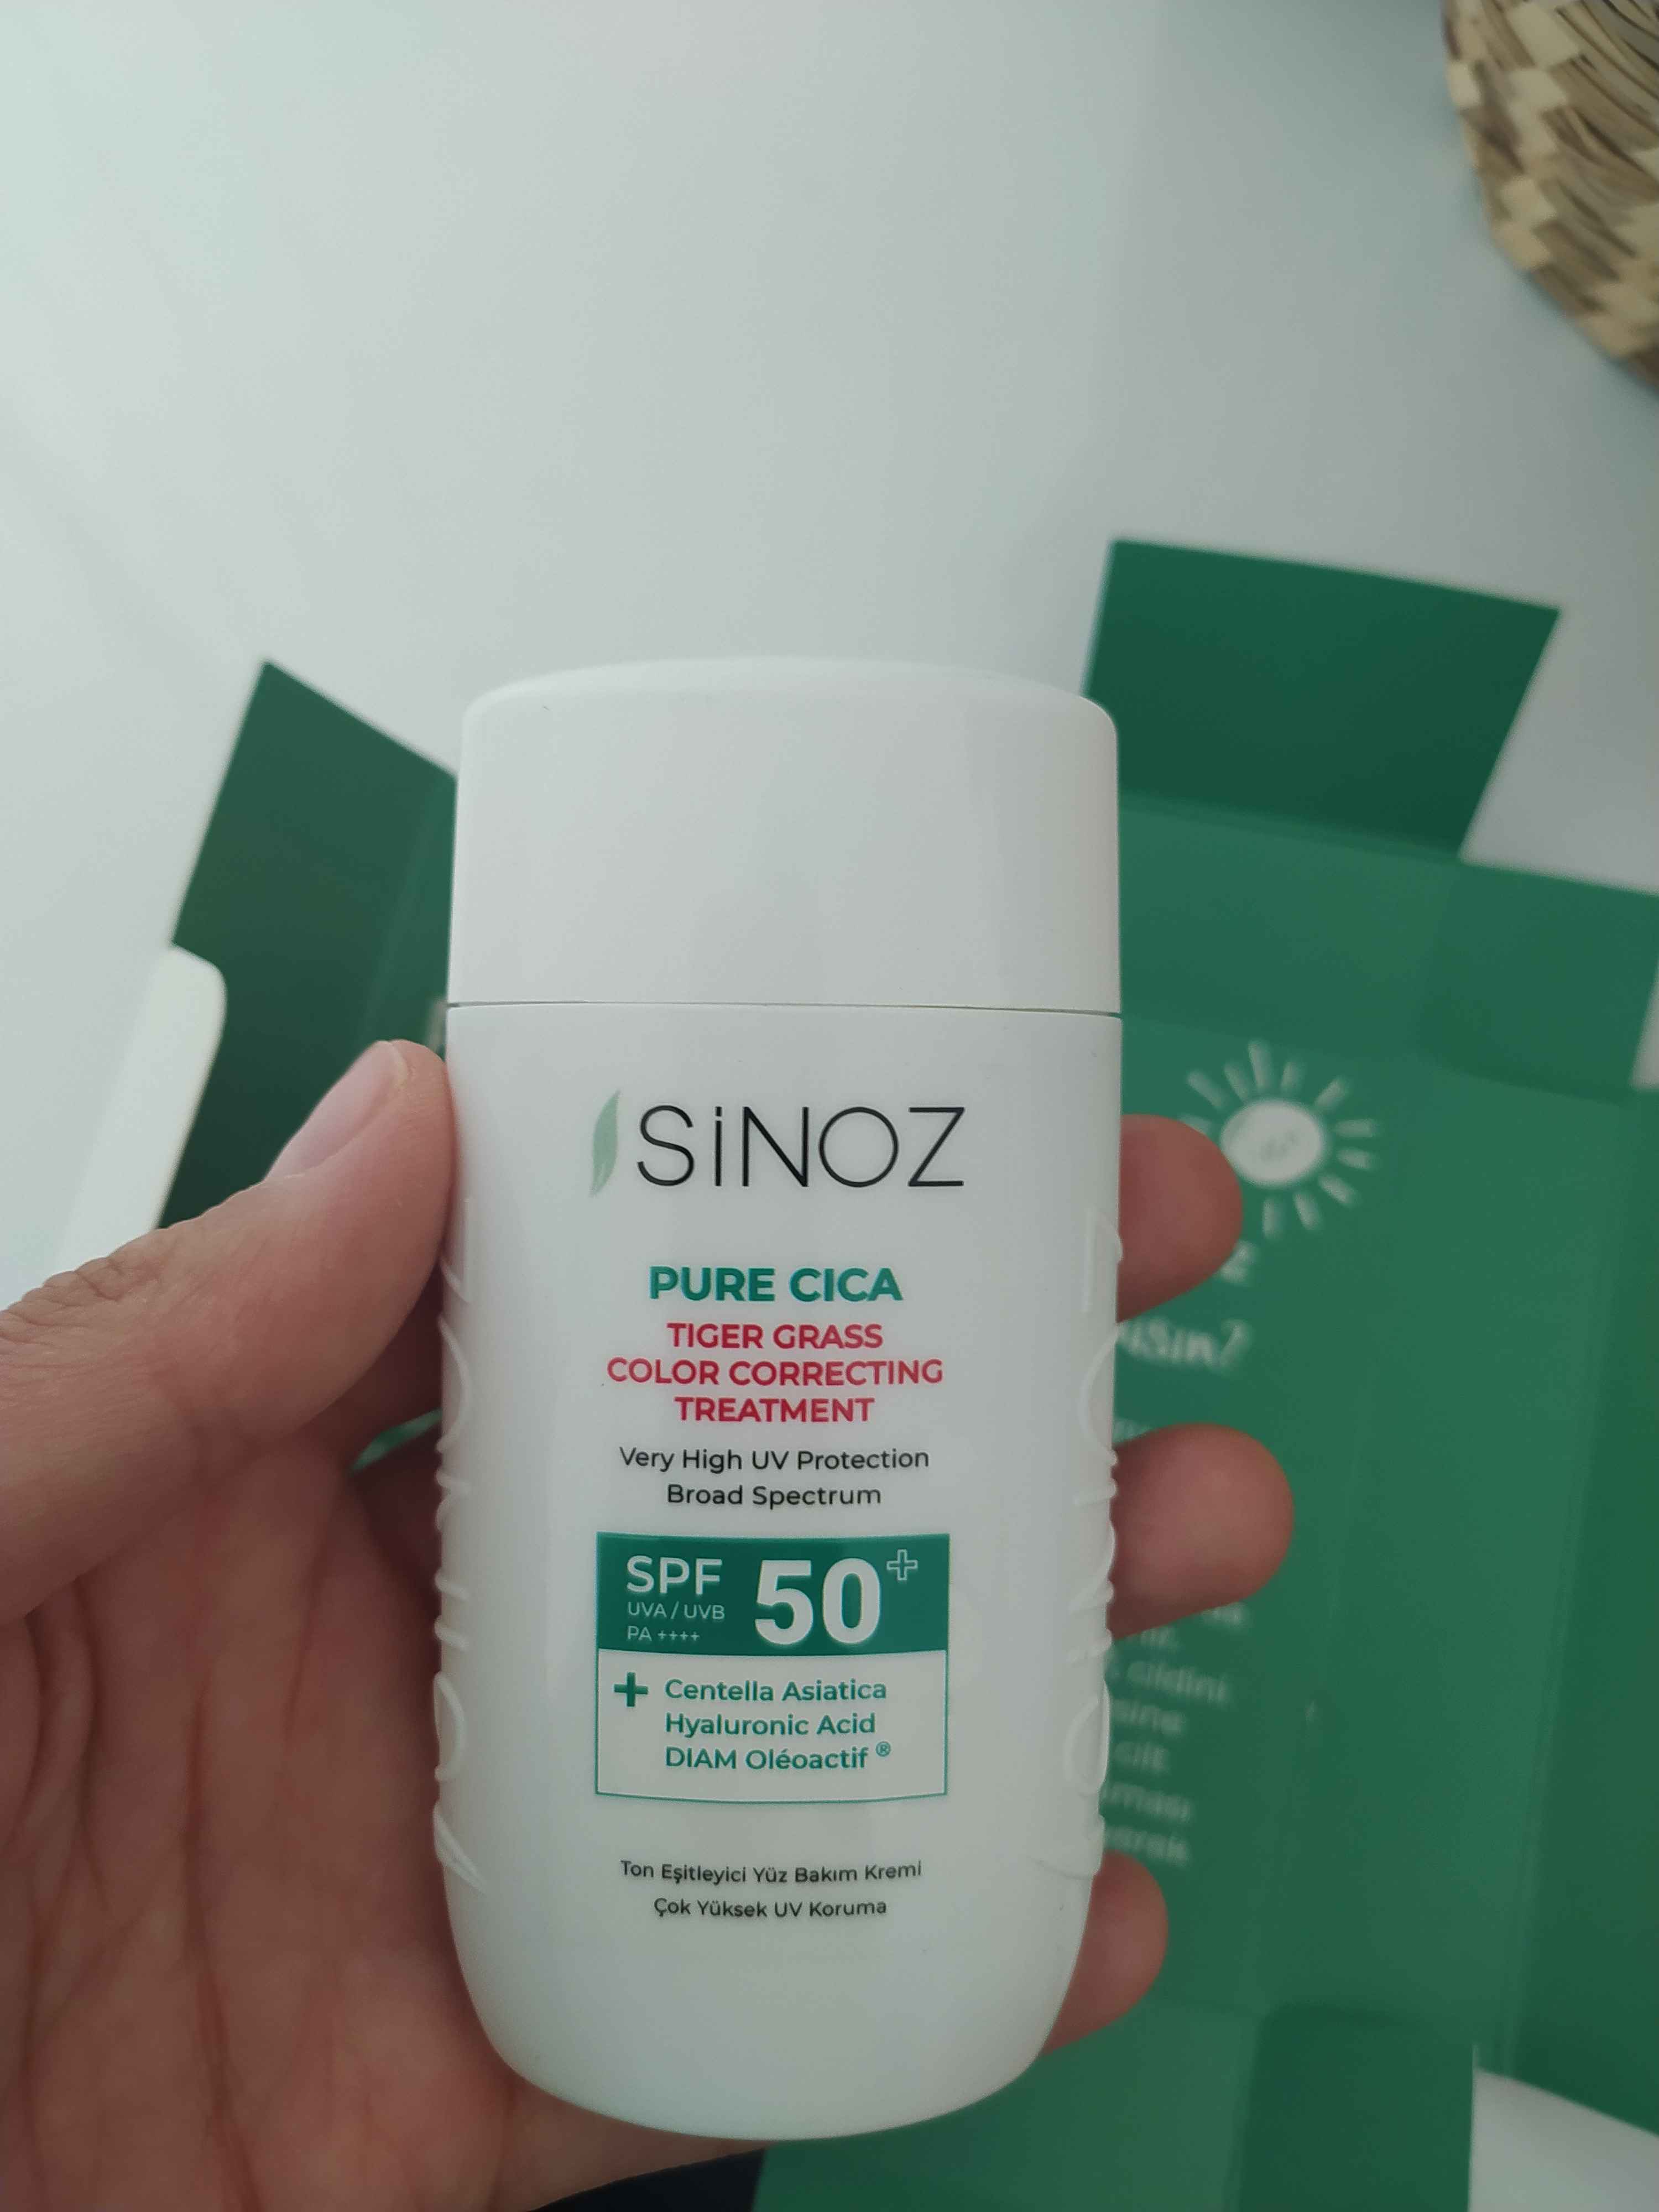 SiNOZ
PURE CICA
TIGER GRASS
COLOR CORRECTING
TREATMENT
Very High UV Protection
Broad Spectrum
SPF 50+
UVA / UVB
PA ++++
+ Centella Asiatica
Hyaluronic Acid
DIAM Oléoactif ®
Ton Eşitleyici Yüz Bakım Kremi
Çok Yüksek UV Koruma